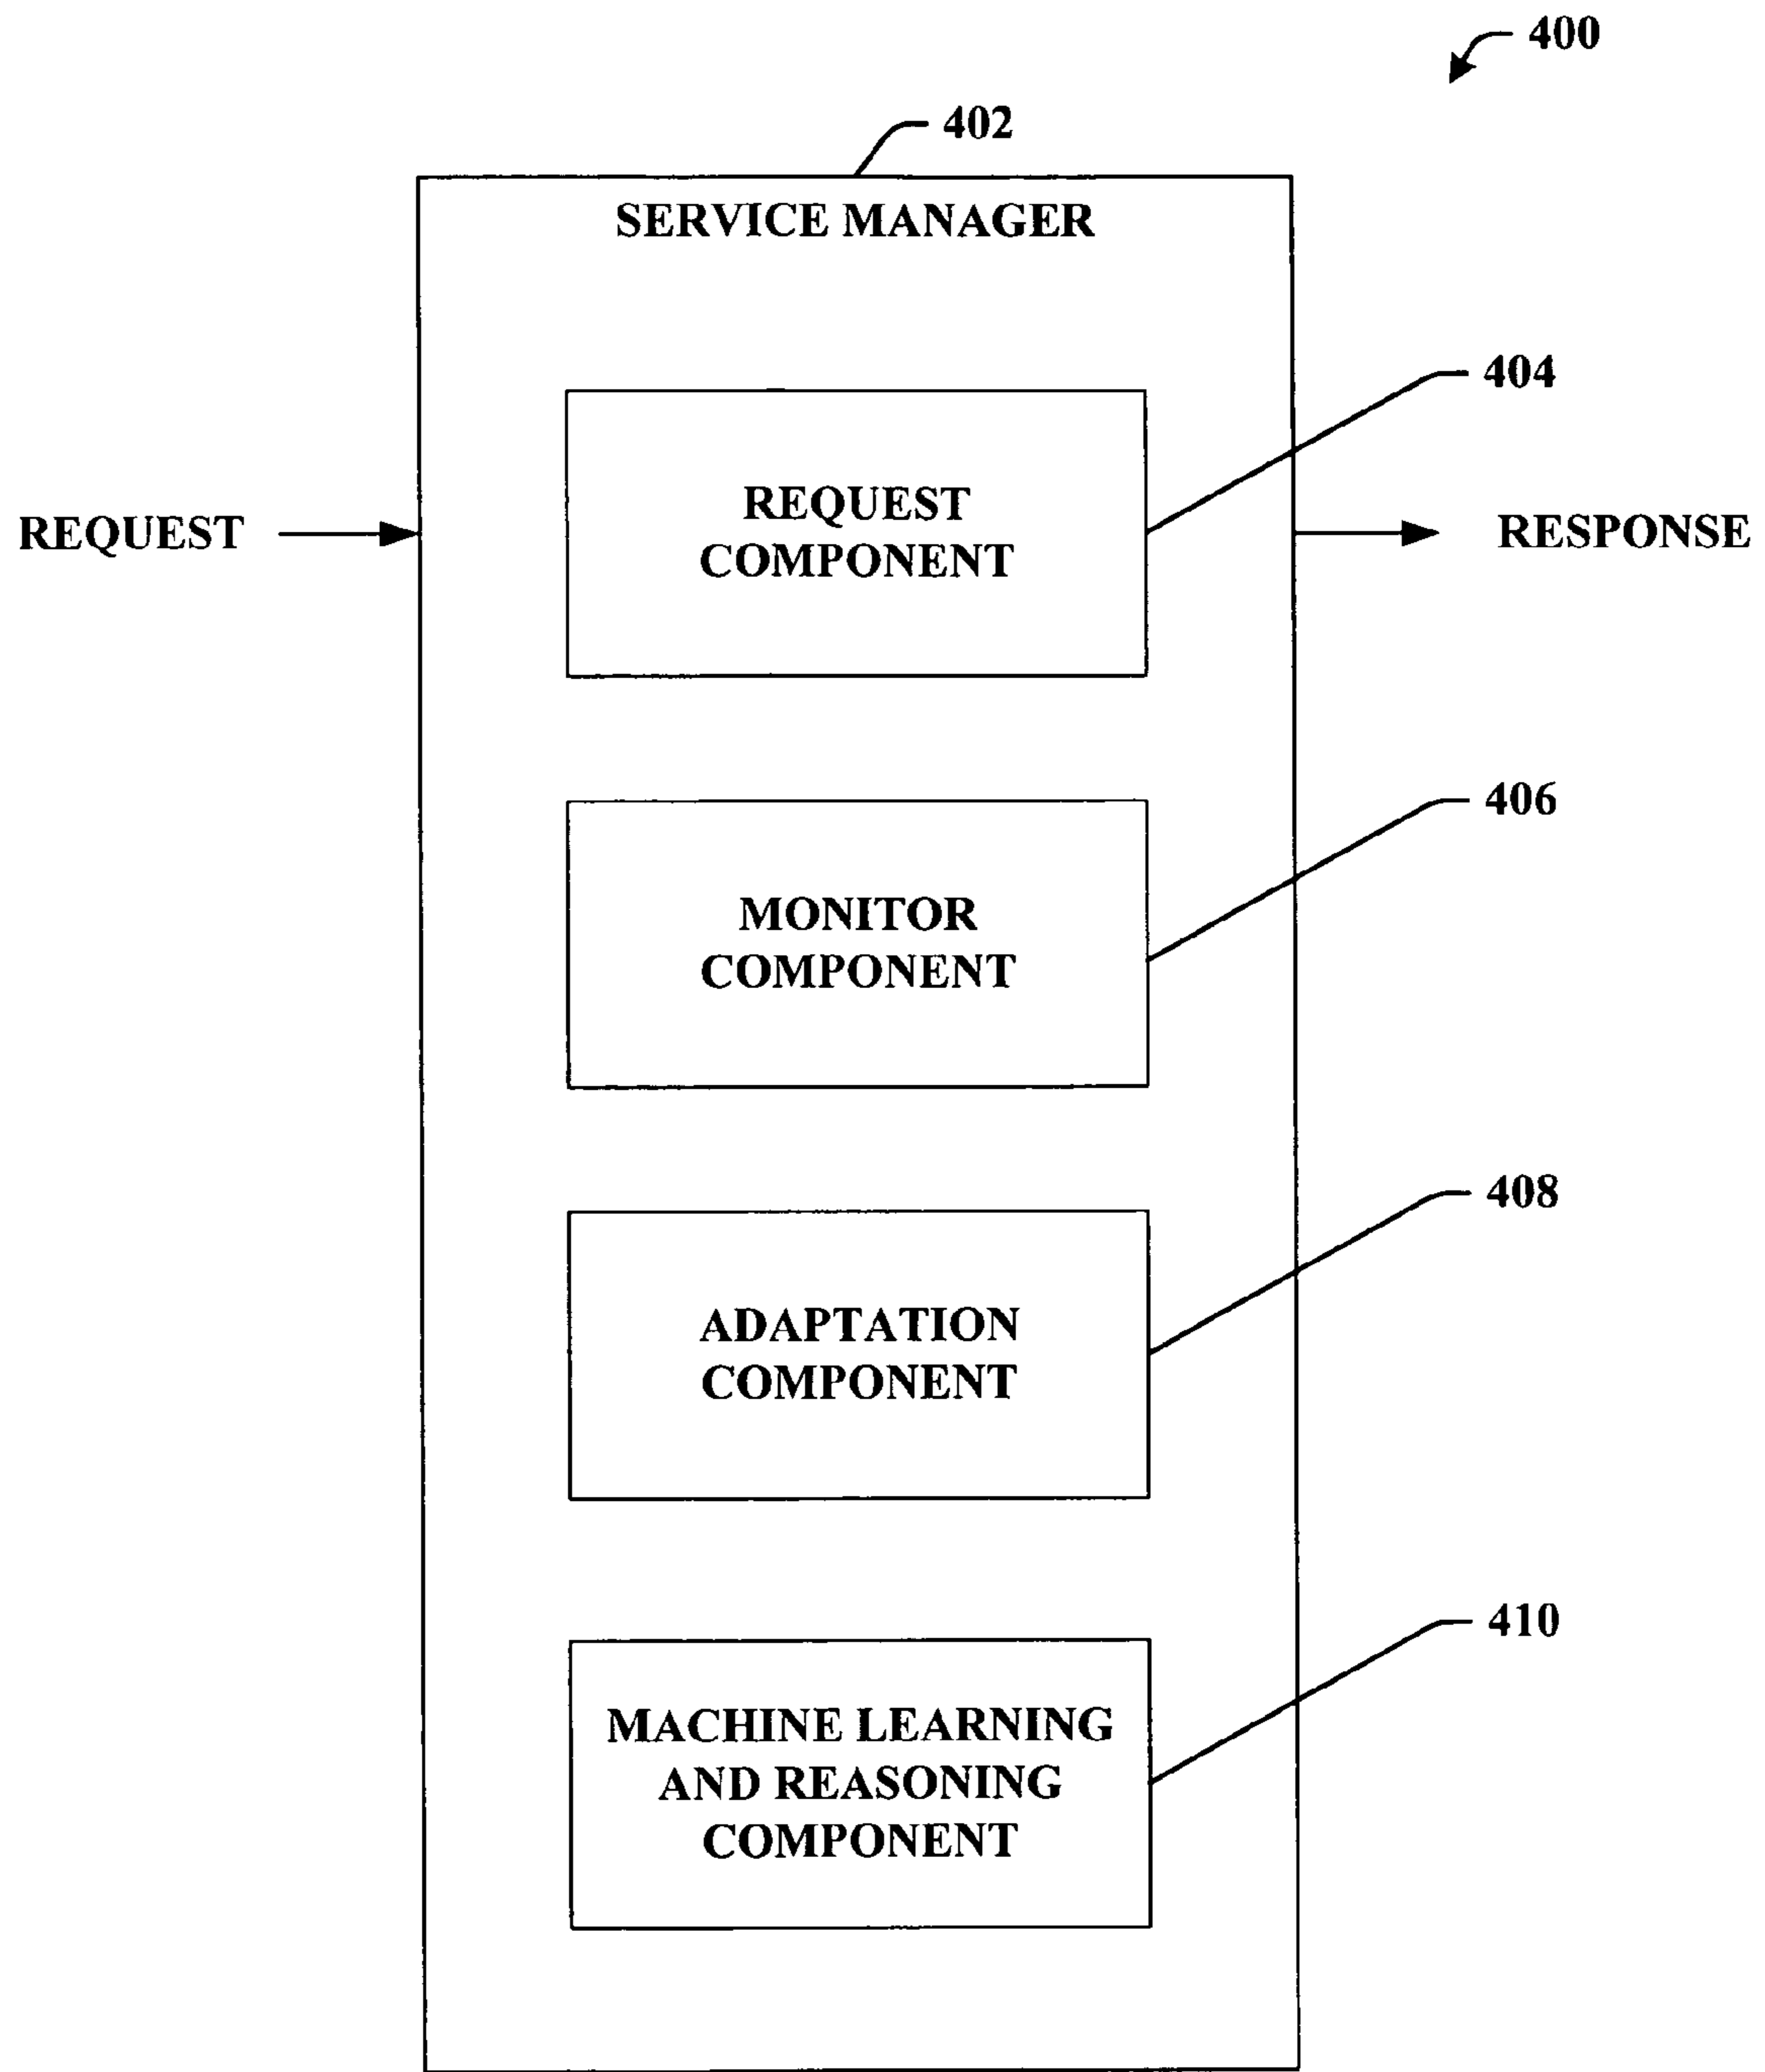 400
402
SERVICE MANAGER
404
REQUEST
COMPONENT
REQUEST
RESPONSE
406
MONITOR
COMPONENT
408
ADAPTATION
COMPONENT
410
MACHINE LEARNING
AND REASONING
COMPONENT